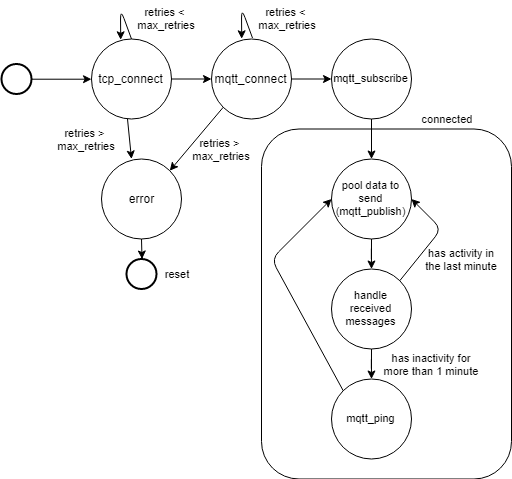 retries <
max_retries
retries <
max_retries
tcp_connect
mqtt_connect
mqtt_subscribe
connected
retries >
max_retries
retries >
max_retries
error
reset
pool data to
send
(mqtt_publish)
has activity in
the last minute
handle
received
messages
has inactivity for
more than 1 minute
mqtt_ping